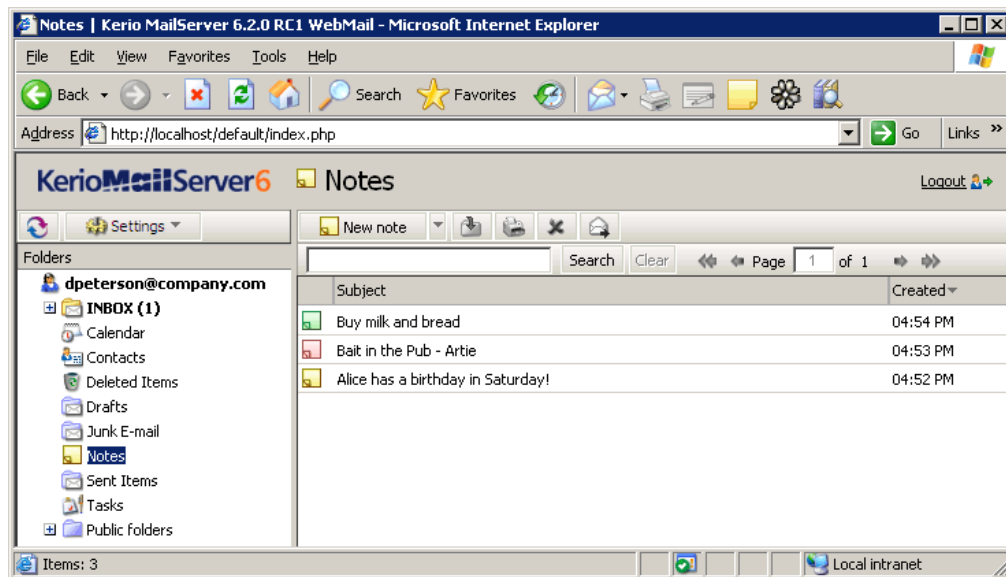 Notes | Kerio MailServer 6.2.0 RC1 WebMail - Microsoft Internet Explorer
File Edit View Favorites Tools Help
Back Search Favorites
Address http://localhost/default/index.php Go Links »
KerioMailServer6 Notes Logout
Settings New note
Folders Search Clear Page 1 of 1
dpeterson@company.com Subject Created
INBOX (1) Buy milk and bread 04:54 PM
Calendar
Contacts Bait in the Pub - Artie 04:53 PM
Deleted Items Alice has a birthday in Saturday! 04:52 PM
Drafts
Junk E-mail
Notes
Sent Items
Tasks
Public folders
Items: 3 Local intranet